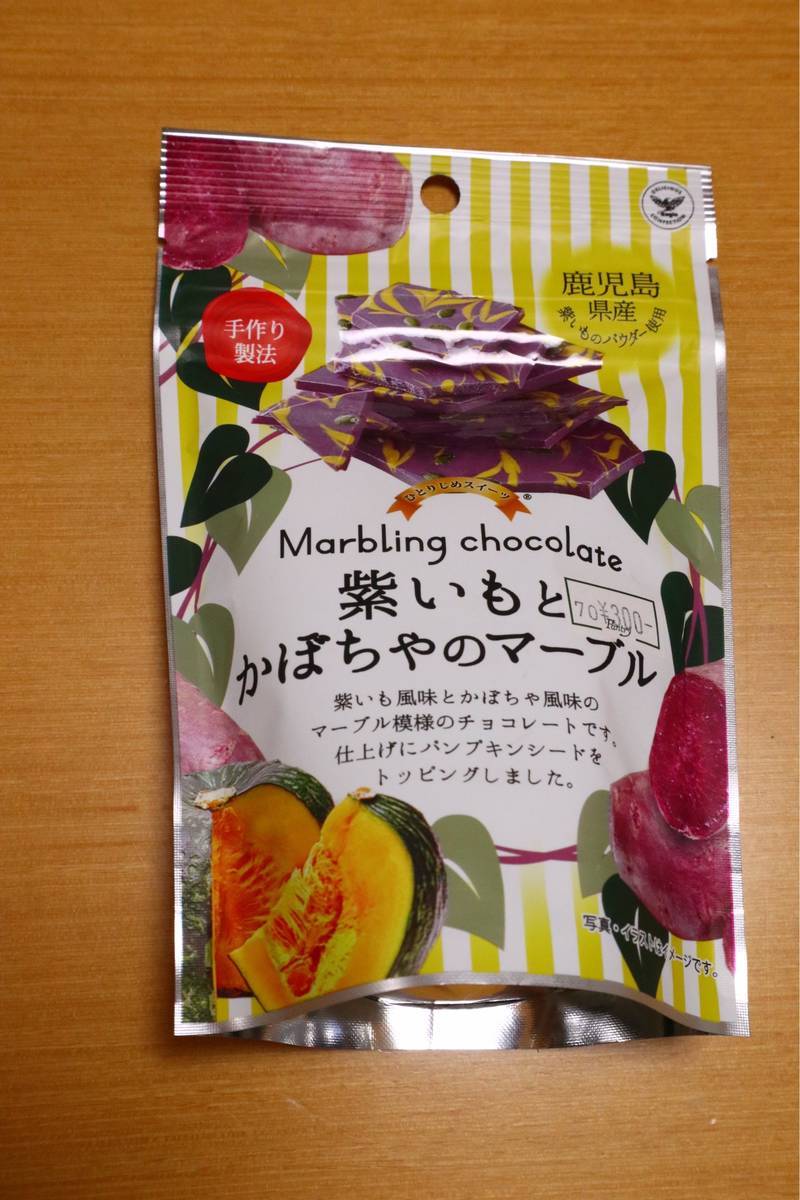 DELICIOUS
Eagle
CONFECTION
鹿児島
県産
紫いものパウダー使用
手作り
製法
ひとりじめスイーツ®
Marbling chocolate
紫いもと
かぼちゃのマーブル
70 ¥300-
紫いも風味とかぼちゃ風味の
マーブル模様のチョコレートです。
仕上げにパンプキンシードを
トッピングしました。
写真・イラストはイメージです。